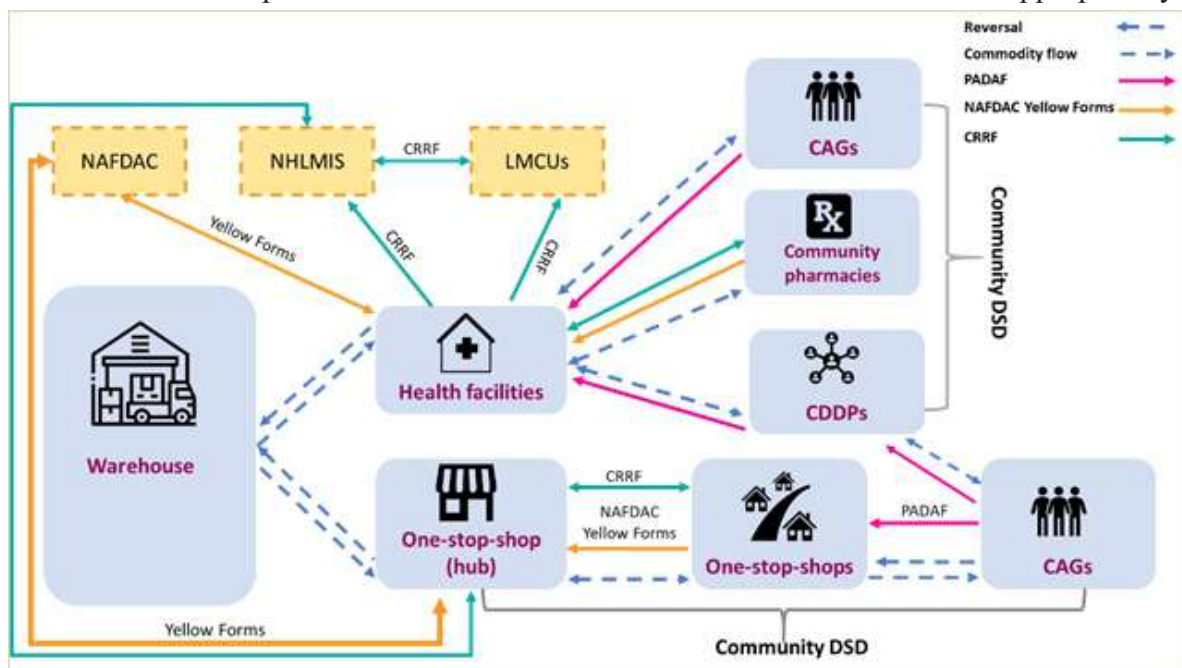 Reversal
Commodity flow
PADAF
NAFDAC Yellow Forms
CRRF
CAGs
NAFDAC
NHLMIS
CRRF
LMCUs
Rx
Community
pharmacies
Community DSD
Yellow Forms
CRRF
CRRF
Health facilities
CDDPs
Warehouse
CRRF
NAFDAC
Yellow Forms
PADAF
One-stop-shop
(hub)
One-stop-shops
CAGs
Yellow Forms
Community DSD